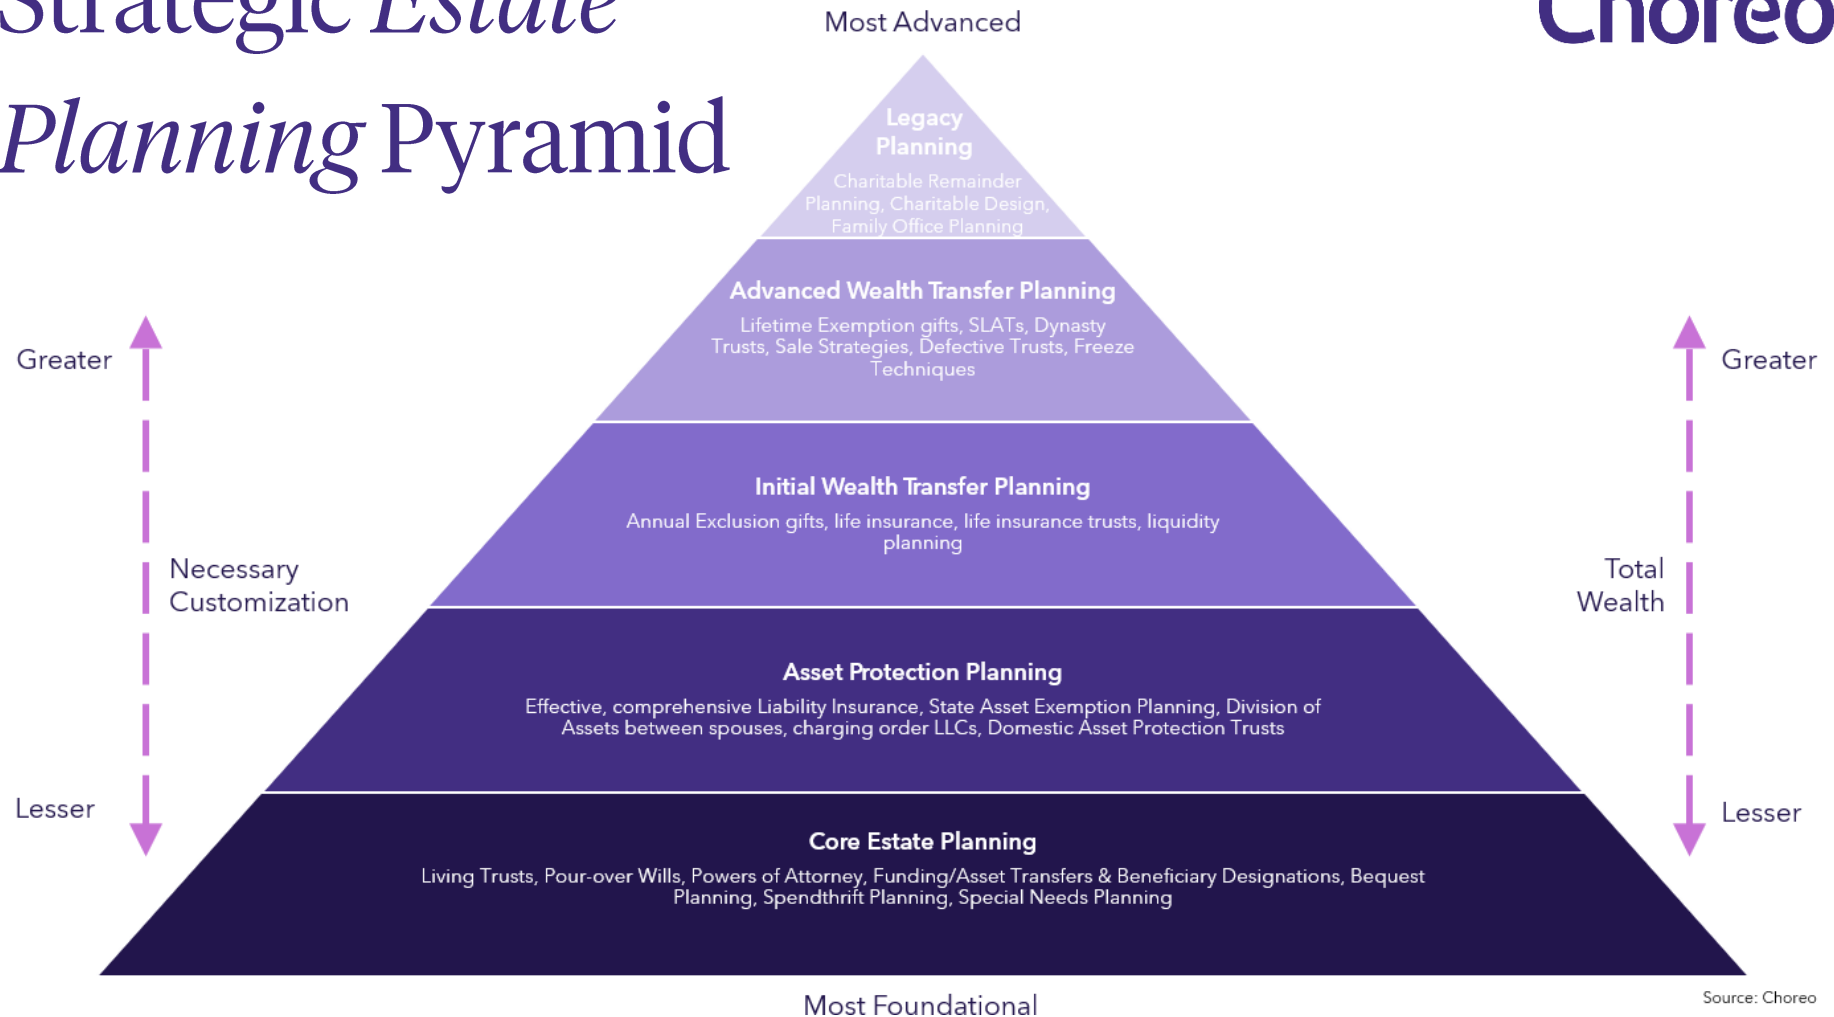 Strategic Estate
Planning Pyramid
Choreo
Most Advanced
Legacy
Planning
Charitable Remainder
Planning, Charitable Design,
Family Office Planning
Advanced Wealth Transfer Planning
Lifetime Exemption gifts, SLATs, Dynasty
Trusts, Sale Strategies, Defective Trusts, Freeze
Techniques
Initial Wealth Transfer Planning
Annual Exclusion gifts, life insurance, life insurance trusts, liquidity
planning
Asset Protection Planning
Effective, comprehensive Liability Insurance, State Asset Exemption Planning, Division of
Assets between spouses, charging order LLCs, Domestic Asset Protection Trusts
Core Estate Planning
Living Trusts, Pour-over Wills, Powers of Attorney, Funding/Asset Transfers & Beneficiary Designations, Bequest
Planning, Spendthrift Planning, Special Needs Planning
Most Foundational
Greater
Necessary
Customization
Lesser
Greater
Total
Wealth
Lesser
Source: Choreo